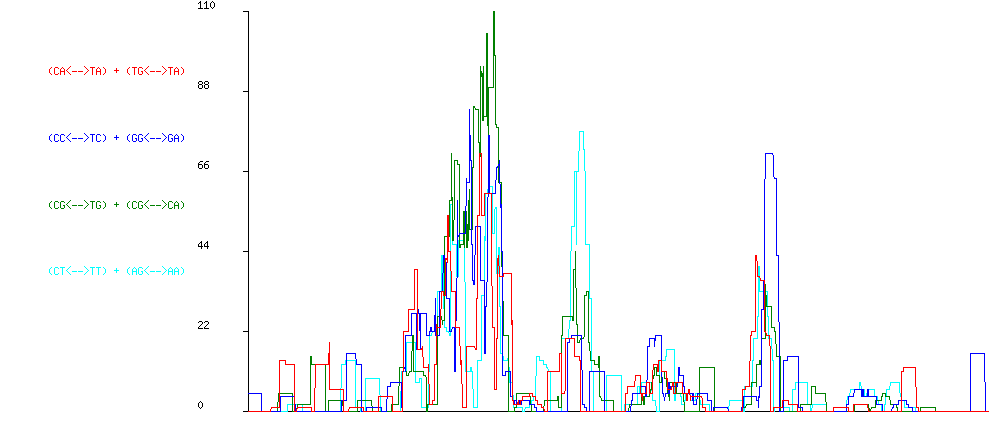 110
(CA<-->TA) + (TG<-->TA)
88
(CC<-->TC) + (GG<-->GA)
66
(CG<-->TG) + (CG<-->CA)
44
(CT<-->TT) + (AG<-->AA)
22
0